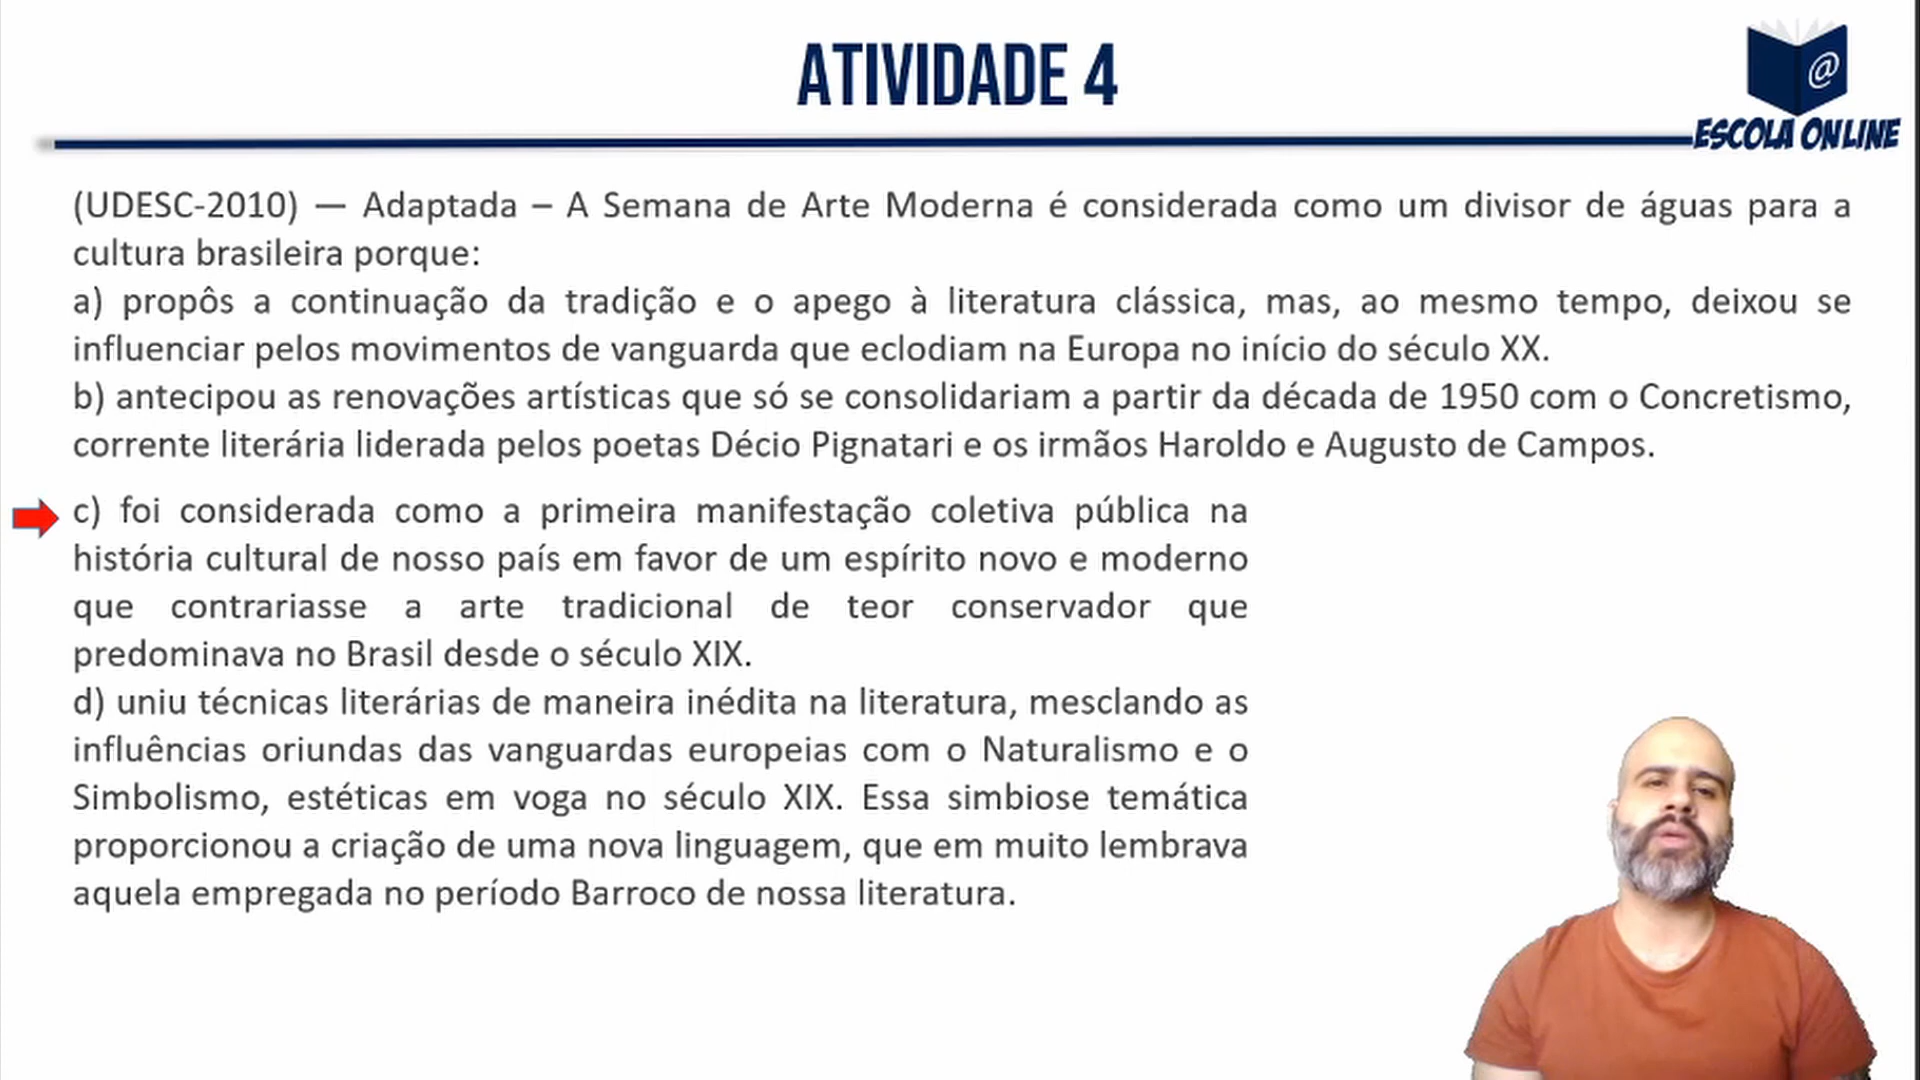 ATIVIDADE 4
@
ESCOLA ONLINE
(UDESC-2010) — Adaptada – A Semana de Arte Moderna é considerada como um divisor de águas para a
cultura brasileira porque:
a) propôs a continuação da tradição e o apego à literatura clássica, mas, ao mesmo tempo, deixou se
influenciar pelos movimentos de vanguarda que eclodiam na Europa no início do século XX.
b) antecipou as renovações artísticas que só se consolidariam a partir da década de 1950 com o Concretismo,
corrente literária liderada pelos poetas Décio Pignatari e os irmãos Haroldo e Augusto de Campos.
c) foi considerada como a primeira manifestação coletiva pública na
história cultural de nosso país em favor de um espírito novo e moderno
que contrariasse a arte tradicional de teor conservador que
predominava no Brasil desde o século XIX.
d) uniu técnicas literárias de maneira inédita na literatura, mesclando as
influências oriundas das vanguardas europeias com o Naturalismo e o
Simbolismo, estéticas em voga no século XIX. Essa simbiose temática
proporcionou a criação de uma nova linguagem, que em muito lembrava
aquela empregada no período Barroco de nossa literatura.